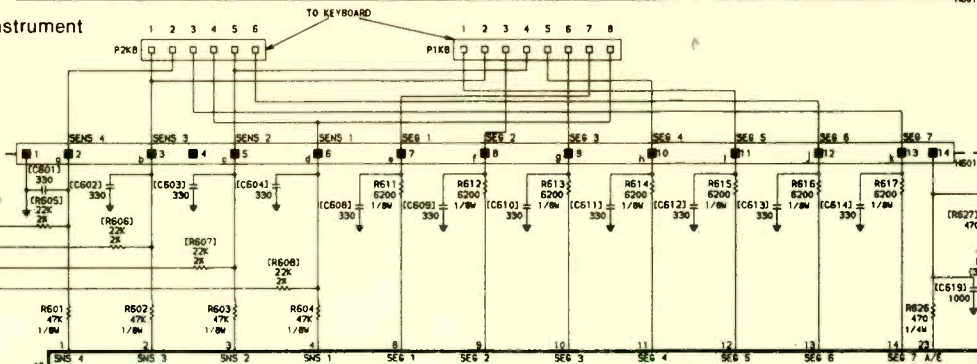 nstrument
TO KEYBOARD
1 2 3 4 5 6
1 2 3 4 5 6 7 8
P2KB
P1KB
SENS 4 SENS 3 SENS 2 SENS 1 SEG 1 SEG 2 SEG 3 SEG 4 SEG 5 SEG 6 SEG 7
1 2 3 4 5 6 7 8 9 10 11 12 13 14
a b c d e f g h i j k
[C601] 330
[R605] 22K 2%
[C602] 330
[R606] 22K 2%
[C603] 330
[R607] 22K 2%
[C604] 330
[R608] 22K 2%
[C608] 330
R611 6200 1/8W
[C609] 330
R612 6200 1/8W
[C610] 330
R613 6200 1/8W
[C611] 330
R614 6200 1/8W
[C612] 330
R615 6200 1/8W
[C613] 330
R616 6200 1/8W
[C614] 330
R617 6200 1/8W
[R627]
470
[C619] 1000
R601 47K 1/8W
R602 47K 1/8W
R603 47K 1/8W
R604 47K 1/8W
R626 470 1/4W
1 2 3 4 8 9 10 11 12 13 14 23
SNS 4 SNS 3 SNS 2 SNS 1 SEG 1 SEG 2 SEG 3 SEG 4 SEG 5 SEG 6 SEG 7 A/E